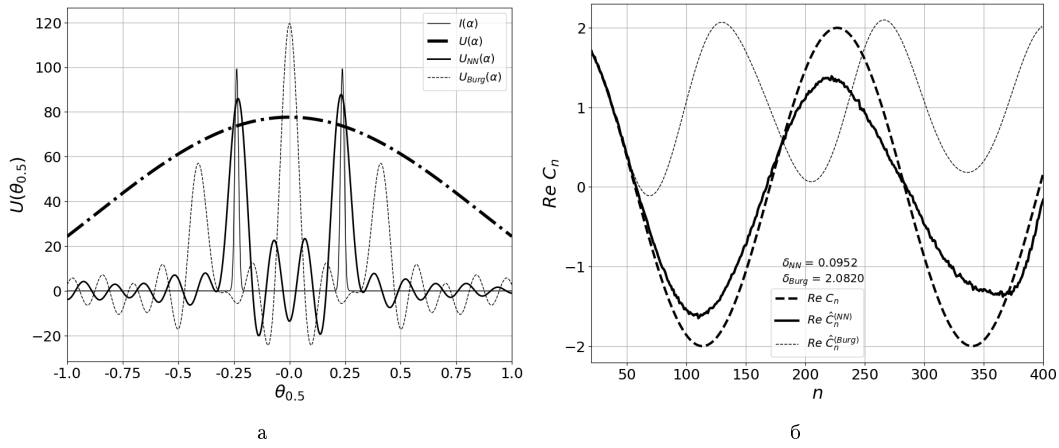 120
100
80
60
40
20
0
−20
U(θ0.5)
-1.0 -0.75 -0.5 -0.25 -0.0 0.25 0.5 0.75 1.0
θ0.5
I(α)
U(α)
UNN(α)
UBurg(α)
а
2
1
0
−1
−2
Re Cn
50 100 150 200 250 300 350 400
n
δNN = 0.0952
δBurg = 2.0820
Re Cn
Re Ĉn(NN)
Re Ĉn(Burg)
б